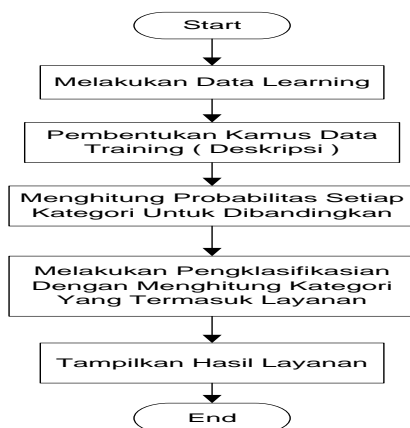 Start
Melakukan Data Learning
Pembentukan Kamus Data
Training ( Deskripsi )
Menghitung Probabilitas Setiap
Kategori Untuk Dibandingkan
Melakukan Pengklasifikasian
Dengan Menghitung Kategori
Yang Termasuk Layanan
Tampilkan Hasil Layanan
End